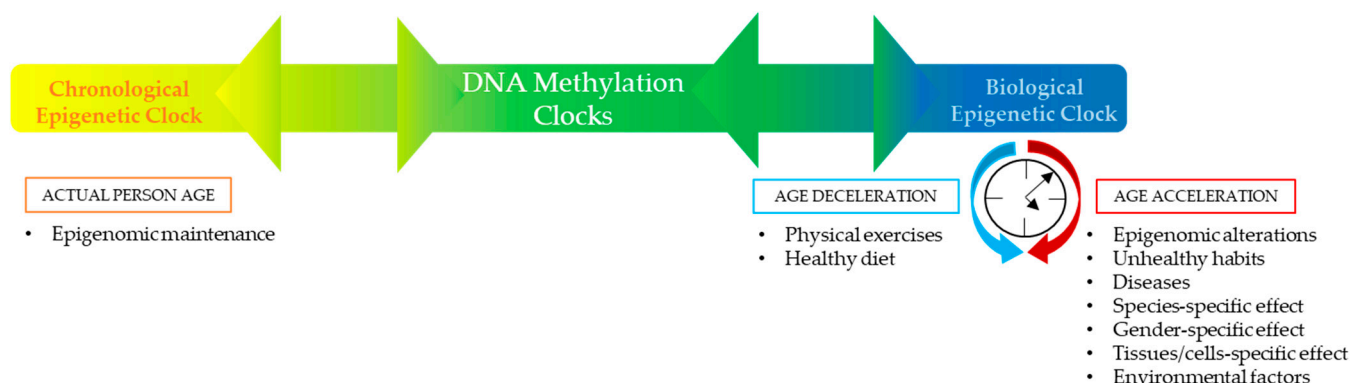 Chronological
Epigenetic Clock
DNA Methylation
Clocks
Biological
Epigenetic Clock
ACTUAL PERSON AGE
• Epigenomic maintenance
AGE DECELERATION
• Physical exercises
• Healthy diet
AGE ACCELERATION
• Epigenomic alterations
• Unhealthy habits
• Diseases
• Species-specific effect
• Gender-specific effect
• Tissues/cells-specific effect
• Environmental factors